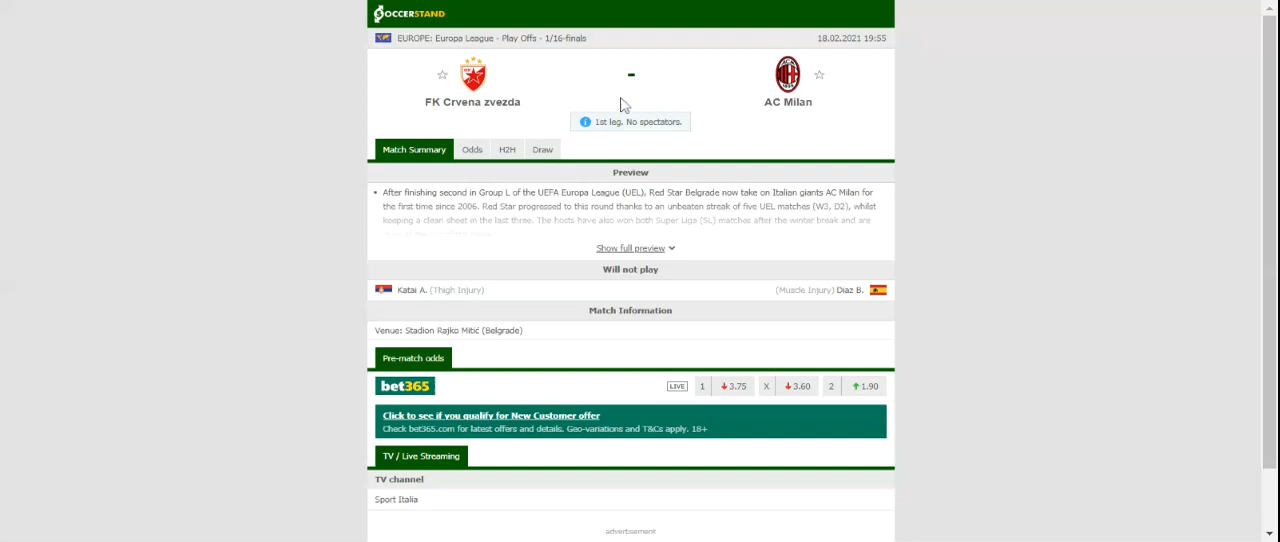 SOCCERSTAND
EUROPE: Europa League - Play Offs - 1/16-finals 18.02.2021 19:55
-
FK Crvena zvezda AC Milan
1st leg. No spectators.
Match Summary Odds H2H Draw
Preview
• After finishing second in Group L of the UEFA Europa League (UEL), Red Star Belgrade now take on Italian giants AC Milan for
the first time since 2006. Red Star progressed to this round thanks to an unbeaten streak of five UEL matches (W3, D2), whilst
keeping a clean sheet in the last three. The hosts have also won both Super Liga (SL) matches after the winter break and are
Show full preview
Will not play
Katai A. (Thigh Injury) (Muscle Injury) Diaz B.
Match Information
Venue: Stadion Rajko Mitić (Belgrade)
Pre-match odds
bet365 LIVE 1 3.75 X 3.60 2 1.90
Click to see if you qualify for New Customer offer
Check bet365.com for latest offers and details. Geo-variations and T&Cs apply. 18+
TV / Live Streaming
TV channel
Sport Italia
advertisement